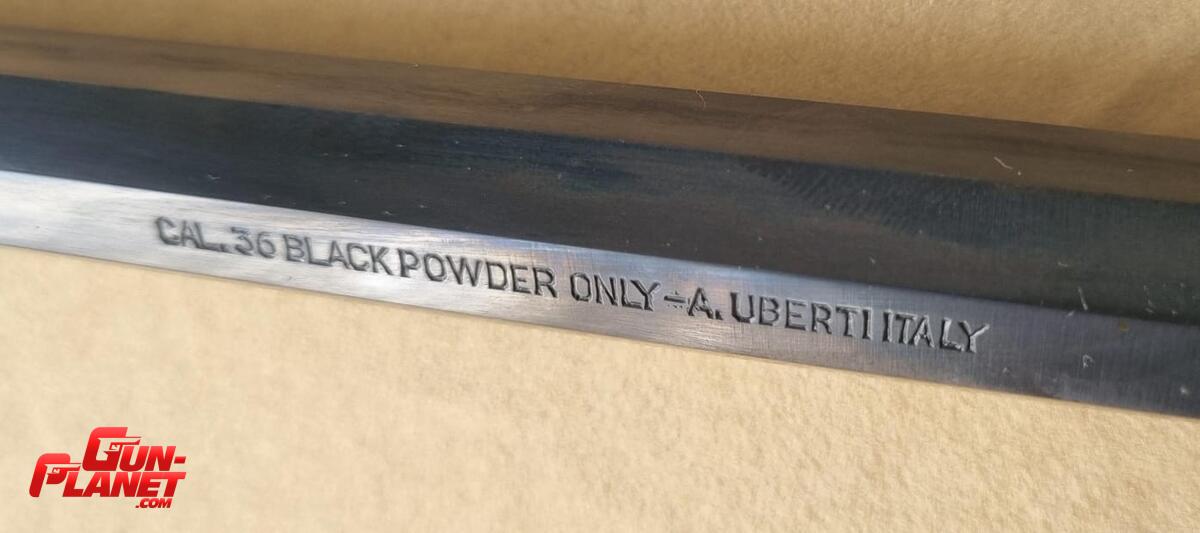 CAL. 36 BLACK POWDER ONLY-A. UBERTI ITALY
GUN-
PLANET
.COM